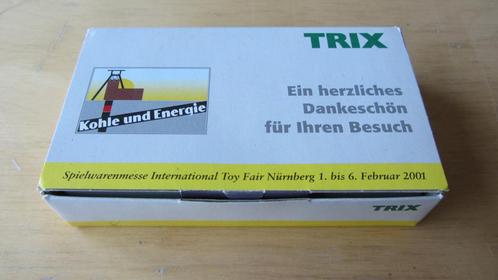 TRIX
Kohle und Energie
Ein herzliches
Dankeschön
für Ihren Besuch
Spielwarenmesse International Toy Fair Nürnberg 1. bis 6. Februar 2001
TRIX